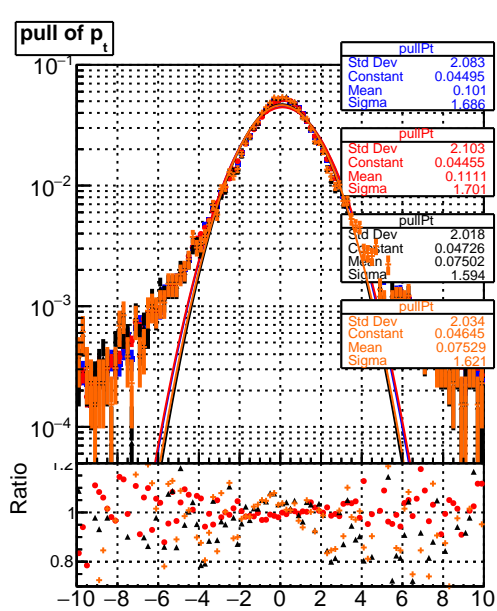 pull of p_t
pullPt
Std Dev 2.083
Constant 0.04495
Mean 0.101
Sigma 1.686
pullPt
Std Dev 2.103
Constant 0.04455
Mean 0.1111
Sigma 1.701
pullPt
Std Dev 2.018
Constant 0.04726
Mean 0.07502
Sigma 1.594
pullPt
Std Dev 2.034
Constant 0.04645
Mean 0.07529
Sigma 1.621
10^−1
10^−2
10^−3
10^−4
1.2
1
0.8
Ratio
−10 −8 −6 −4 −2 0 2 4 6 8 10